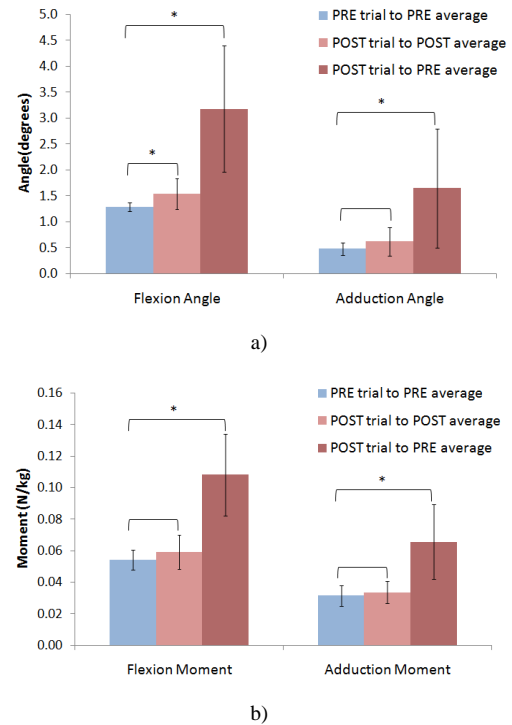 5.0
4.5
4.0
3.5
3.0
2.5
2.0
1.5
1.0
0.5
0.0
Angle(degrees)
*
*
*
PRE trial to PRE average
POST trial to POST average
POST trial to PRE average
Flexion Angle
Adduction Angle
a)
0.16
0.14
0.12
0.10
0.08
0.06
0.04
0.02
0.00
Moment (N/kg)
*
*
PRE trial to PRE average
POST trial to POST average
POST trial to PRE average
Flexion Moment
Adduction Moment
b)